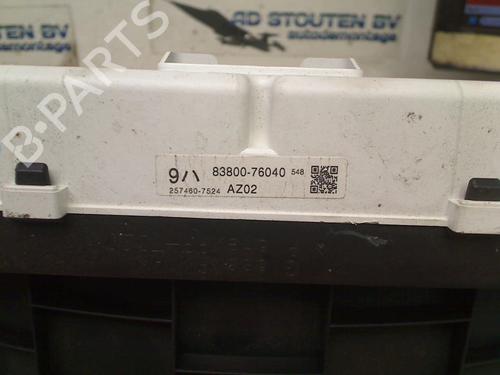 AD STOUTEN BV
autodemontage
B-PARTS
9ハ 83800-76040 548
257460-7524 AZ02